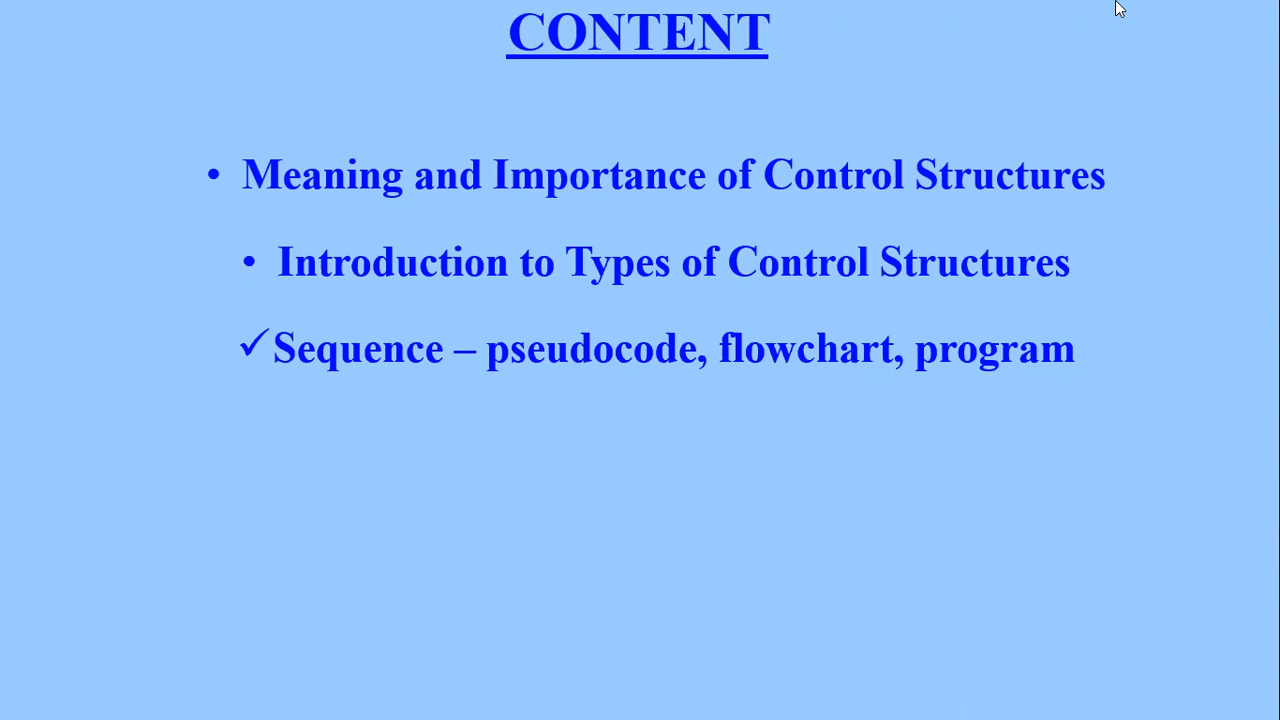 CONTENT
• Meaning and Importance of Control Structures
• Introduction to Types of Control Structures
✓Sequence – pseudocode, flowchart, program